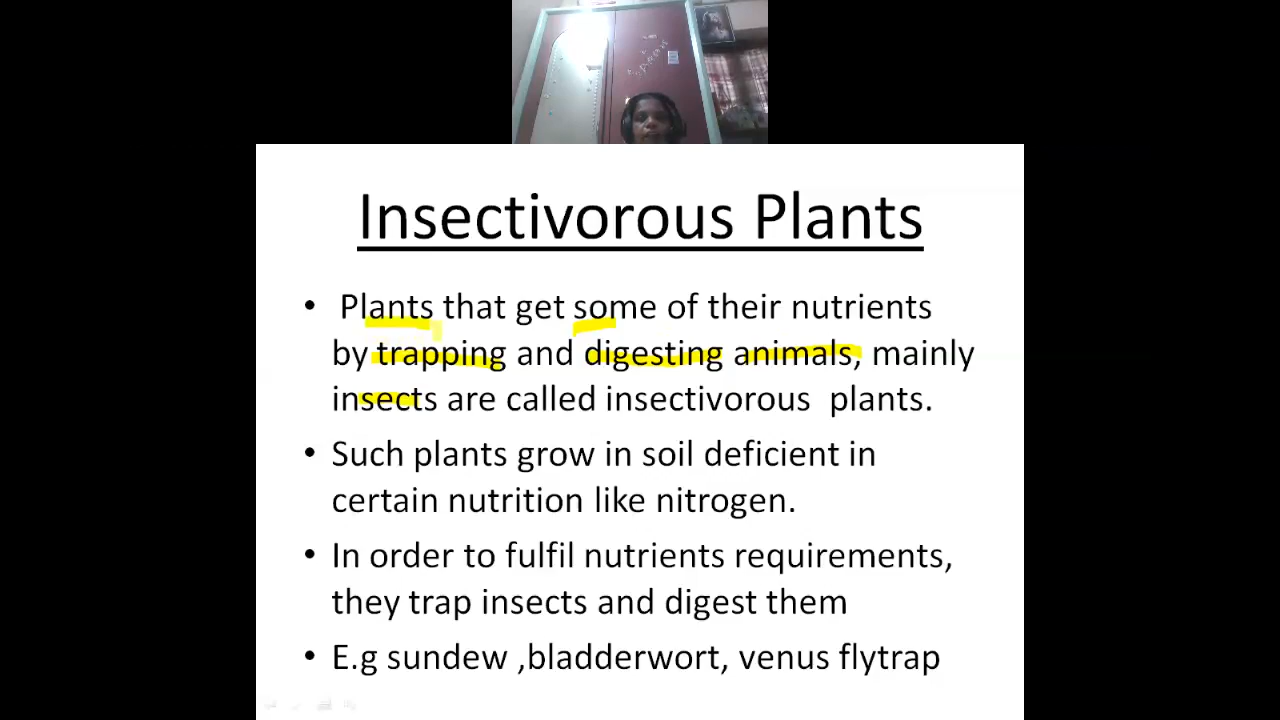 Insectivorous Plants
• Plants that get some of their nutrients
by trapping and digesting animals, mainly
insects are called insectivorous plants.
• Such plants grow in soil deficient in
certain nutrition like nitrogen.
• In order to fulfil nutrients requirements,
they trap insects and digest them
• E.g sundew ,bladderwort, venus flytrap